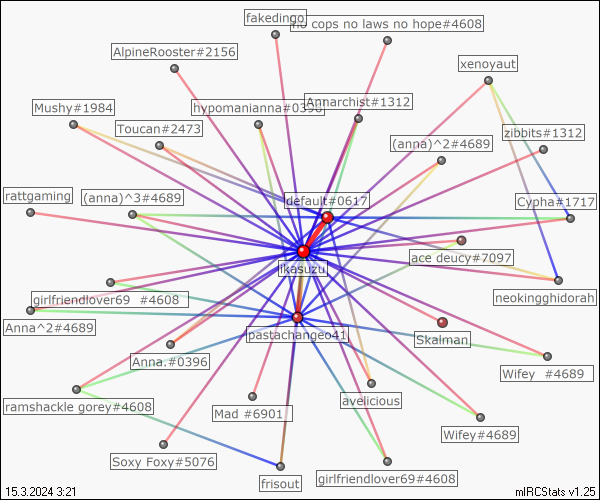 fakedingo
no cops no laws no hope#4608
AlpineRooster#2156
xenoyaut
Mushy#1984
hypomanianna#0396
Annarchist#1312
Toucan#2473
zibbits#1312
(anna)^2#4689
rattgaming
(anna)^3#4689
default#0617
Cypha#1717
ace deucy#7097
ikasuzu
girlfriendlover69 #4608
neokingghidorah
Anna^2#4689
pastachangeo41
Skalman
Anna.#0396
Wifey #4689
ramshackle gorey#4608
Mad #6901
avelicious
Wifey#4689
Soxy Foxy#5076
frisout
girlfriendlover69#4608
15.3.2024 3:21
mIRCStats v1.25